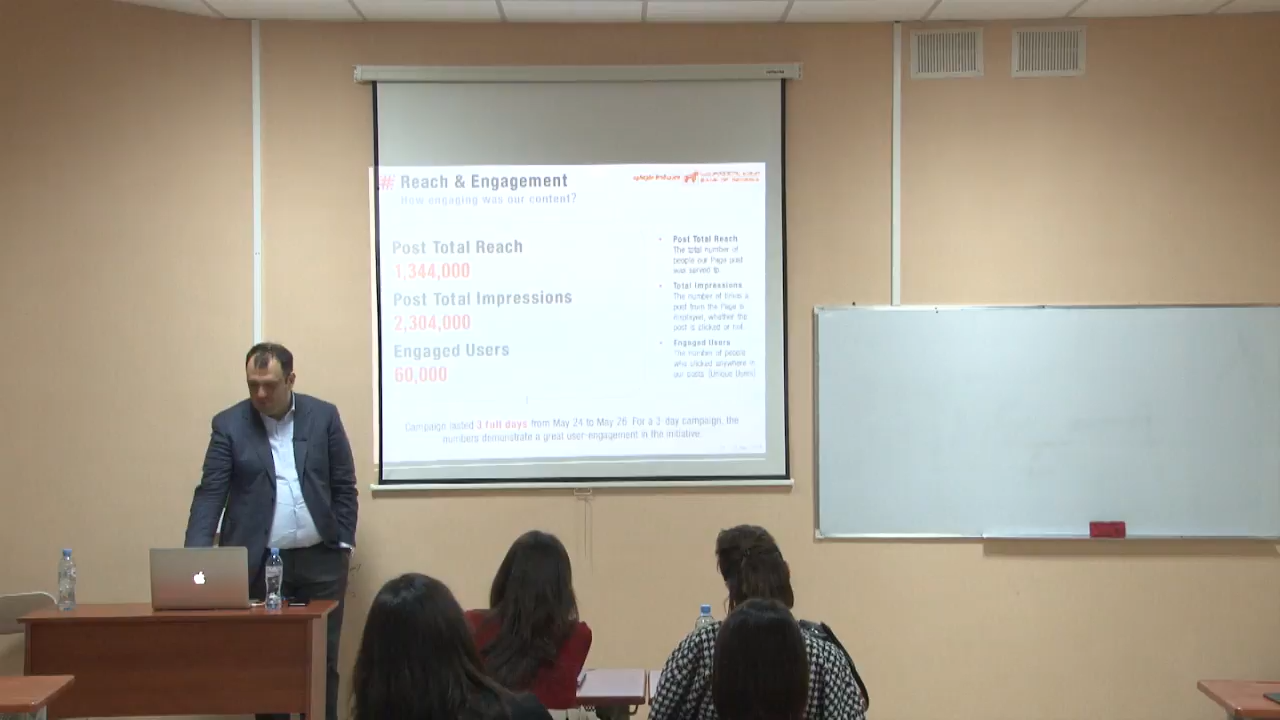 # Reach & Engagement
How engaging was our content?
Post Total Reach
1,344,000
Post Total Impressions
2,304,000
Engaged Users
60,000
• Post Total Reach
The total number of
people our Page post
was served to.
• Total Impressions
The number of times a
post from the Page is
displayed, whether the
post is clicked or not.
• Engaged Users
The number of people
who clicked anywhere in
our posts (Unique Users)
Campaign lasted 3 full days from May 24 to May 26. For a 3-day campaign, the
numbers demonstrate a great user-engagement in the initiative.